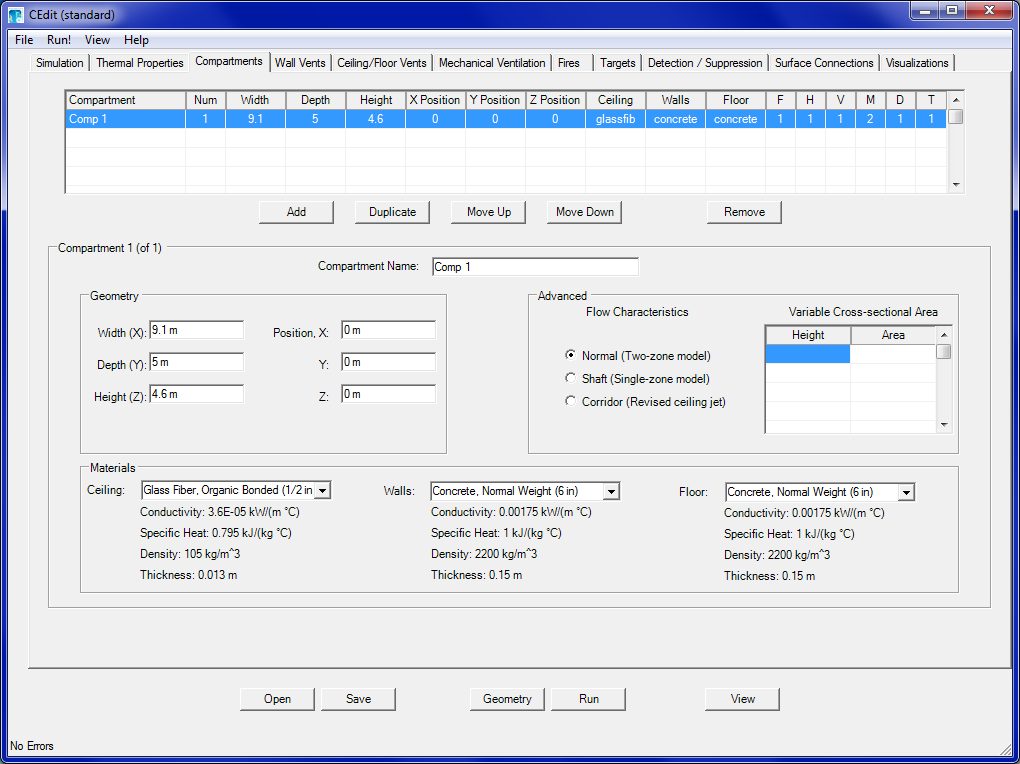 CEdit (standard)
File Run! View Help
Simulation Thermal Properties Compartments Wall Vents Ceiling/Floor Vents Mechanical Ventilation Fires Targets Detection / Suppression Surface Connections Visualizations
Compartment Num Width Depth Height X Position Y Position Z Position Ceiling Walls Floor F H V M D T
Comp 1 1 9.1 5 4.6 0 0 0 glassfib concrete concrete 1 1 1 2 1 1
Add Duplicate Move Up Move Down Remove
Compartment 1 (of 1)
Compartment Name: Comp 1
Geometry
Width (X): 9.1 m Position, X: 0 m
Depth (Y): 5 m Y: 0 m
Height (Z): 4.6 m Z: 0 m
Advanced
Flow Characteristics Variable Cross-sectional Area
Height Area
Normal (Two-zone model)
Shaft (Single-zone model)
Corridor (Revised ceiling jet)
Materials
Ceiling: Glass Fiber, Organic Bonded (1/2 in Walls: Concrete, Normal Weight (6 in) Floor: Concrete, Normal Weight (6 in)
Conductivity: 3.6E-05 kW/(m °C) Conductivity: 0.00175 kW/(m °C) Conductivity: 0.00175 kW/(m °C)
Specific Heat: 0.795 kJ/(kg °C) Specific Heat: 1 kJ/(kg °C) Specific Heat: 1 kJ/(kg °C)
Density: 105 kg/m^3 Density: 2200 kg/m^3 Density: 2200 kg/m^3
Thickness: 0.013 m Thickness: 0.15 m Thickness: 0.15 m
Open Save Geometry Run View
No Errors